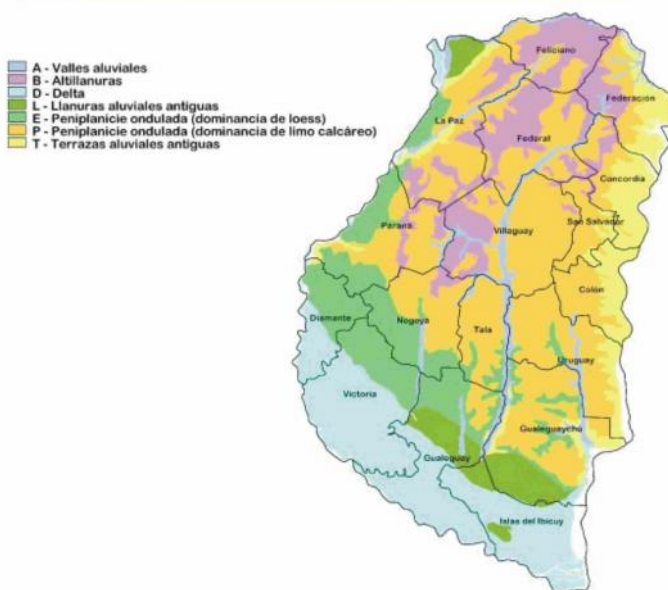 A - Valles aluviales
B - Altillanuras
D - Delta
L - Llanuras aluviales antiguas
E - Peniplanicie ondulada (dominancia de loess)
P - Peniplanicie ondulada (dominancia de limo calcáreo)
T - Terrazas aluviales antiguas
Feliciano
Federación
La Paz
Federal
Concordia
San Salvador
Paraná
Villaguay
Colón
Diamante
Nogoya
Tala
Uruguay
Victoria
Gualeguaychú
Gualeguay
Islas del Ibicuy